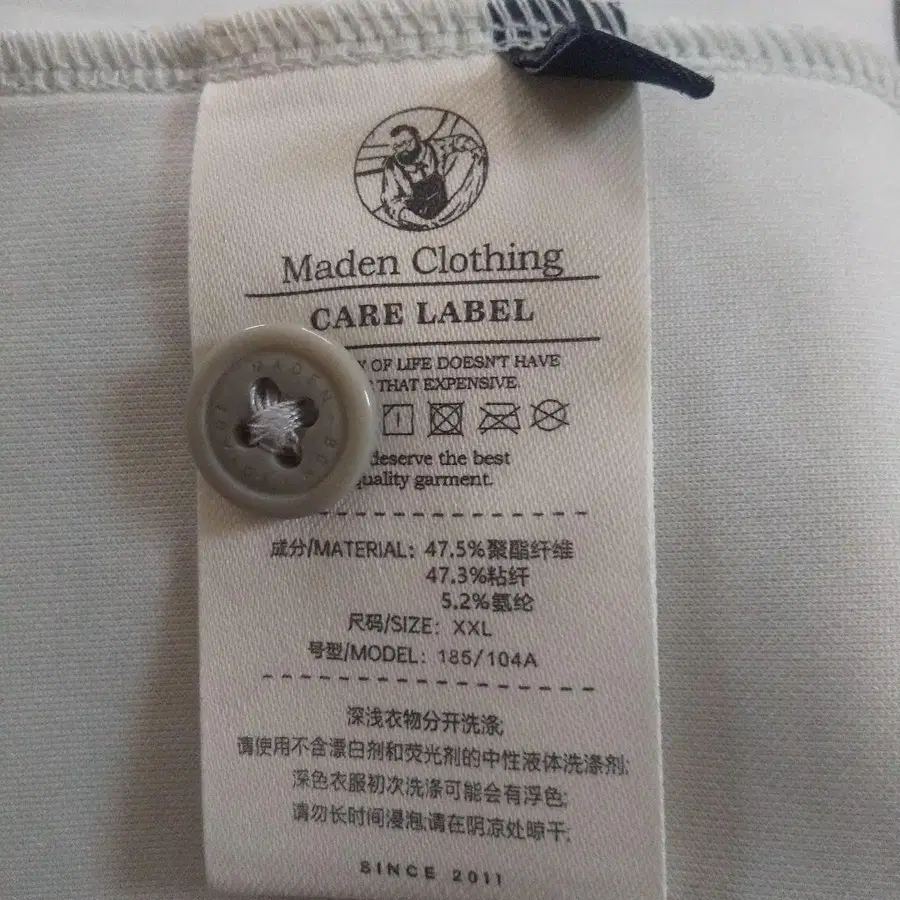 Maden Clothing
CARE LABEL
OF LIFE DOESN'T HAVE
THAT EXPENSIVE.
deserve the best
quality garment.
成分/MATERIAL: 47.5%聚酯纤维
47.3%粘纤
5.2%氨纶
尺码/SIZE: XXL
号型/MODEL: 185/104A
深浅衣物分开洗涤;
请使用不含漂白剂和荧光剂的中性液体洗涤剂;
深色衣服初次洗涤可能会有浮色;
请勿长时间浸泡;请在阴凉处晾干;
SINCE 2011
MADEN